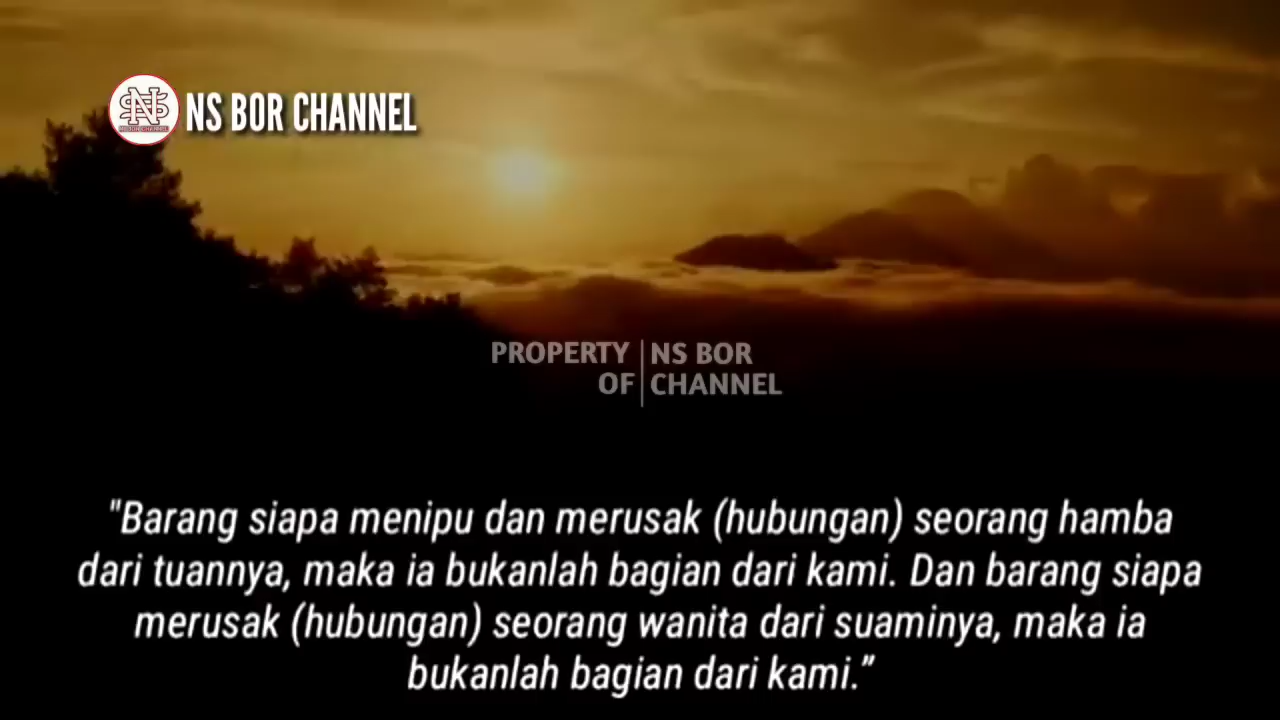 NS BOR CHANNEL
PROPERTY OF
NS BOR CHANNEL
"Barang siapa menipu dan merusak (hubungan) seorang hamba
dari tuannya, maka ia bukanlah bagian dari kami. Dan barang siapa
merusak (hubungan) seorang wanita dari suaminya, maka ia
bukanlah bagian dari kami.”